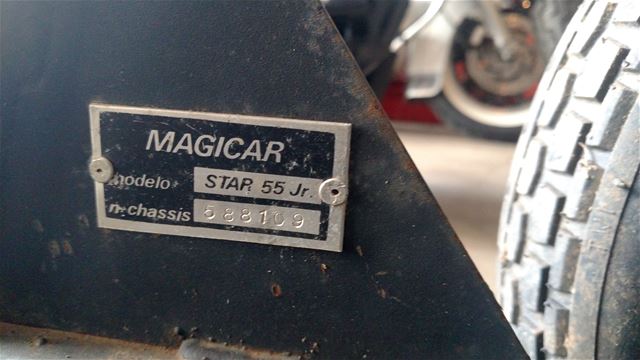 MAGICAR
modelo STAR 55 Jr.
n. chassis 588109